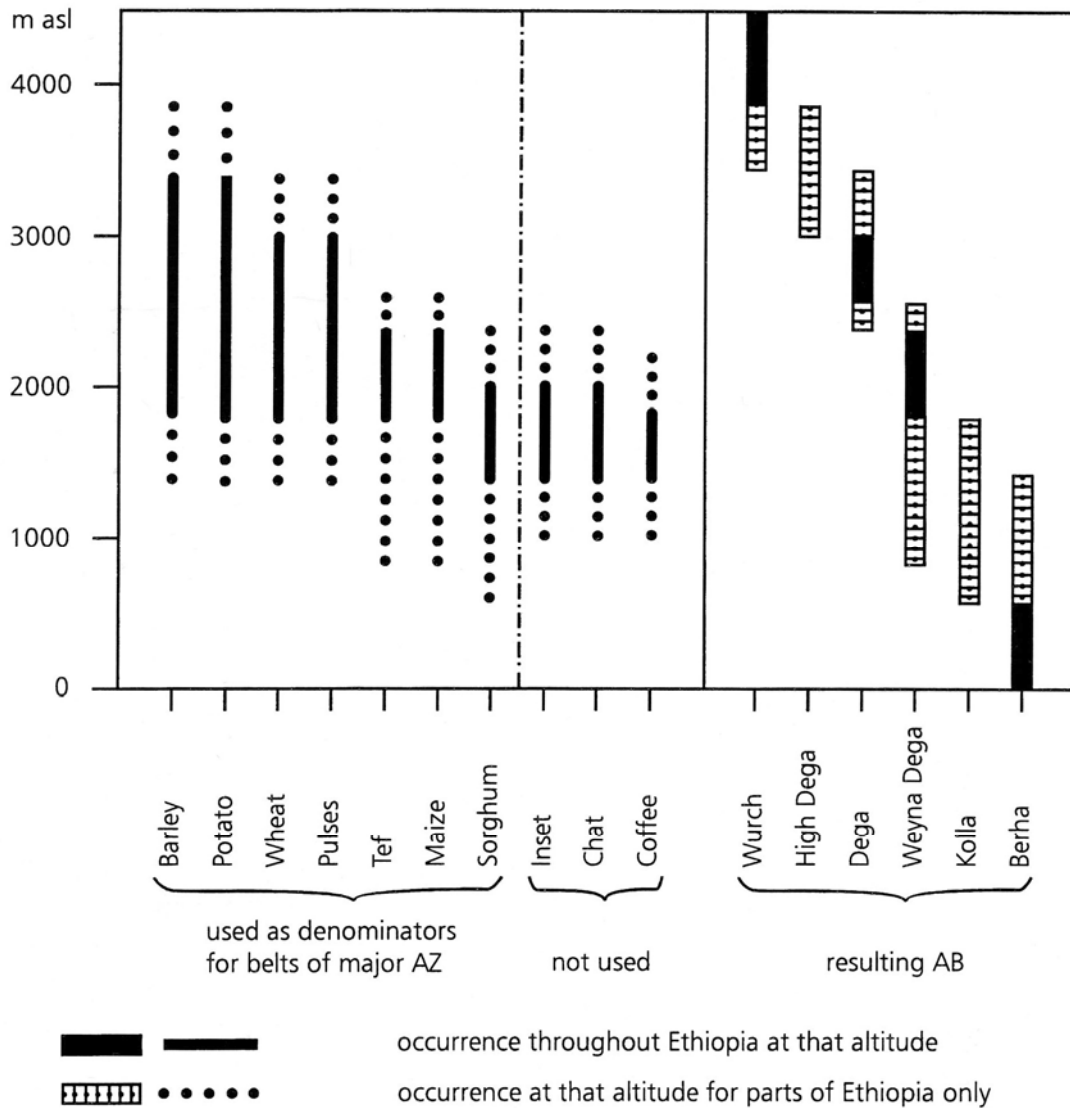 m asl
4000
3000
2000
1000
0
Barley
Potato
Wheat
Pulses
Tef
Maize
Sorghum
Inset
Chat
Coffee
Wurch
High Dega
Dega
Weyna Dega
Kolla
Berha
used as denominators
for belts of major AZ
not used
resulting AB
occurrence throughout Ethiopia at that altitude
occurrence at that altitude for parts of Ethiopia only